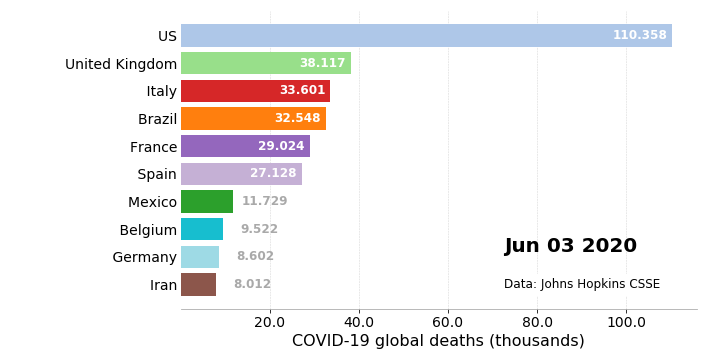 US 110.358
United Kingdom 38.117
Italy 33.601
Brazil 32.548
France 29.024
Spain 27.128
Mexico 11.729
Belgium 9.522
Germany 8.602
Iran 8.012
Jun 03 2020
Data: Johns Hopkins CSSE
20.0 40.0 60.0 80.0 100.0
COVID-19 global deaths (thousands)